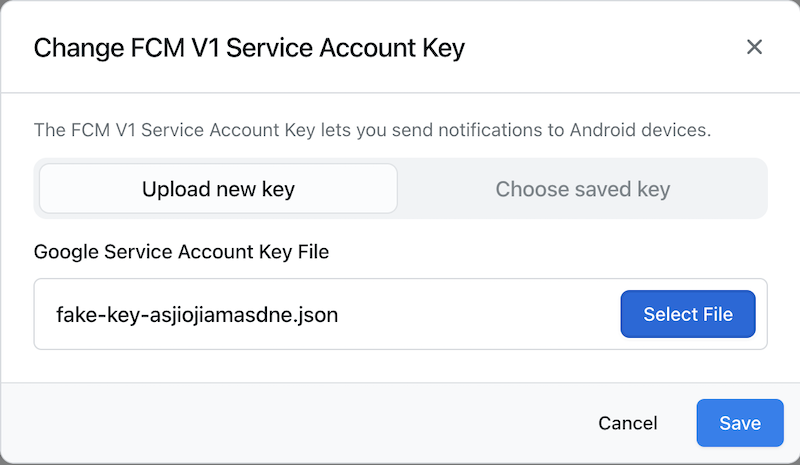 Change FCM V1 Service Account Key
The FCM V1 Service Account Key lets you send notifications to Android devices.
Upload new key
Choose saved key
Google Service Account Key File
fake-key-asjiojiamasdne.json
Select File
Cancel
Save